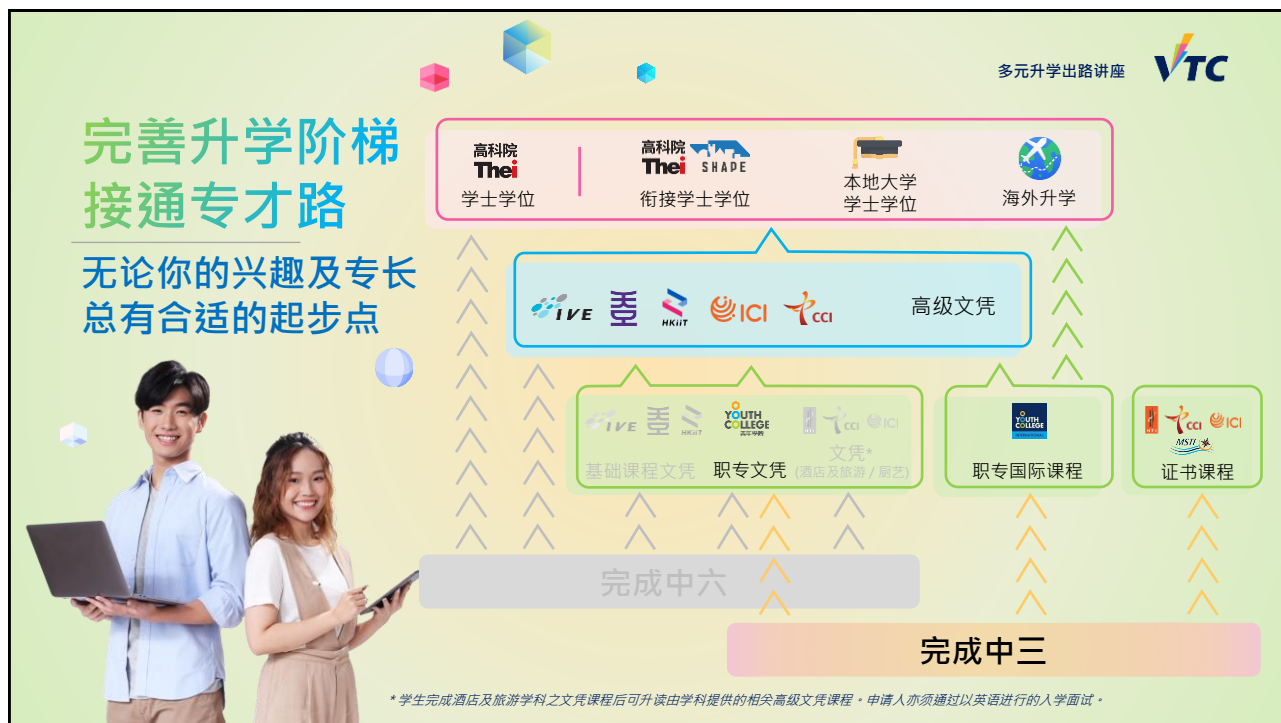 多元升学出路讲座
VTC
完善升学阶梯
接通专才路
无论你的兴趣及专长
总有合适的起步点
高科院
Thei
学士学位
高科院
Thei
SHAPE
衔接学士学位
本地大学
学士学位
海外升学
IVE
HKiiT
ICI
CCI
高级文凭
IVE
HKIIT
基础课程文凭
YOUTH
COLLEGE
青年学院
职专文凭
HTI
CCI
ICI
文凭*
(酒店及旅游 / 厨艺)
YOUTH
COLLEGE
INTERNATIONAL
职专国际课程
HTI
CCI
ICI
MSTI
证书课程
完成中六
完成中三
* 学生完成酒店及旅游学科之文凭课程后可升读由学科提供的相关高级文凭课程。申请人亦须通过以英语进行的入学面试。